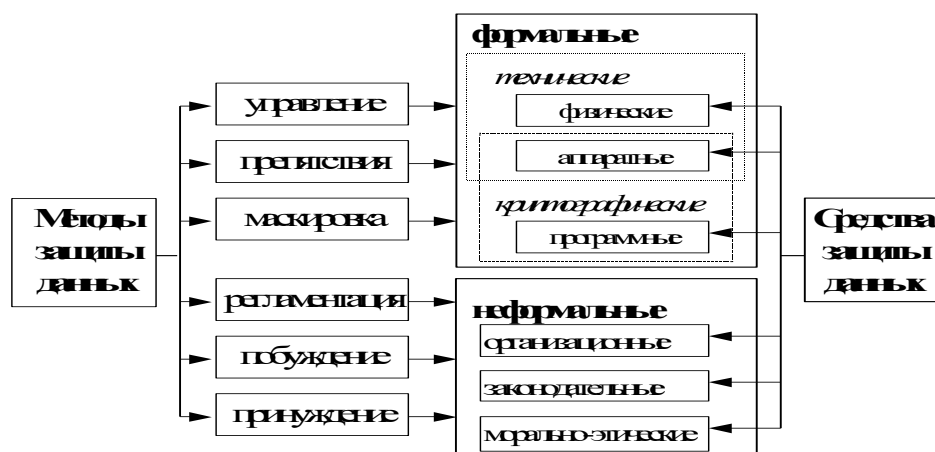 Методы
защиты
данных
управление
препятствия
маскировка
регламентация
побуждение
принуждение
формальные
технические
физические
аппаратные
криптографические
программные
неформальные
организационные
законодательные
морально-этические
Средства
защиты
данных